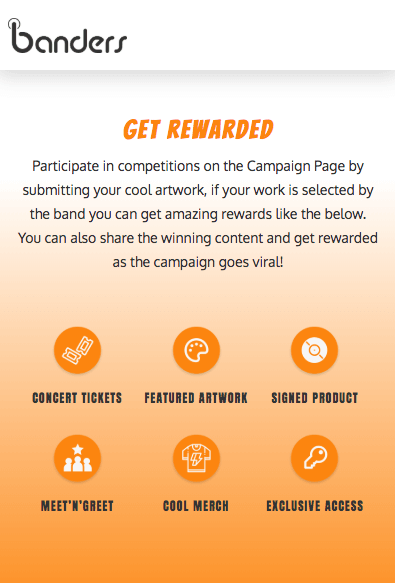 banders
GET REWARDED
Participate in competitions on the Campaign Page by
submitting your cool artwork, if your work is selected by
the band you can get amazing rewards like the below.
You can also share the winning content and get rewarded
as the campaign goes viral!
CONCERT TICKETS FEATURED ARTWORK SIGNED PRODUCT
MEET'N'GREET COOL MERCH EXCLUSIVE ACCESS